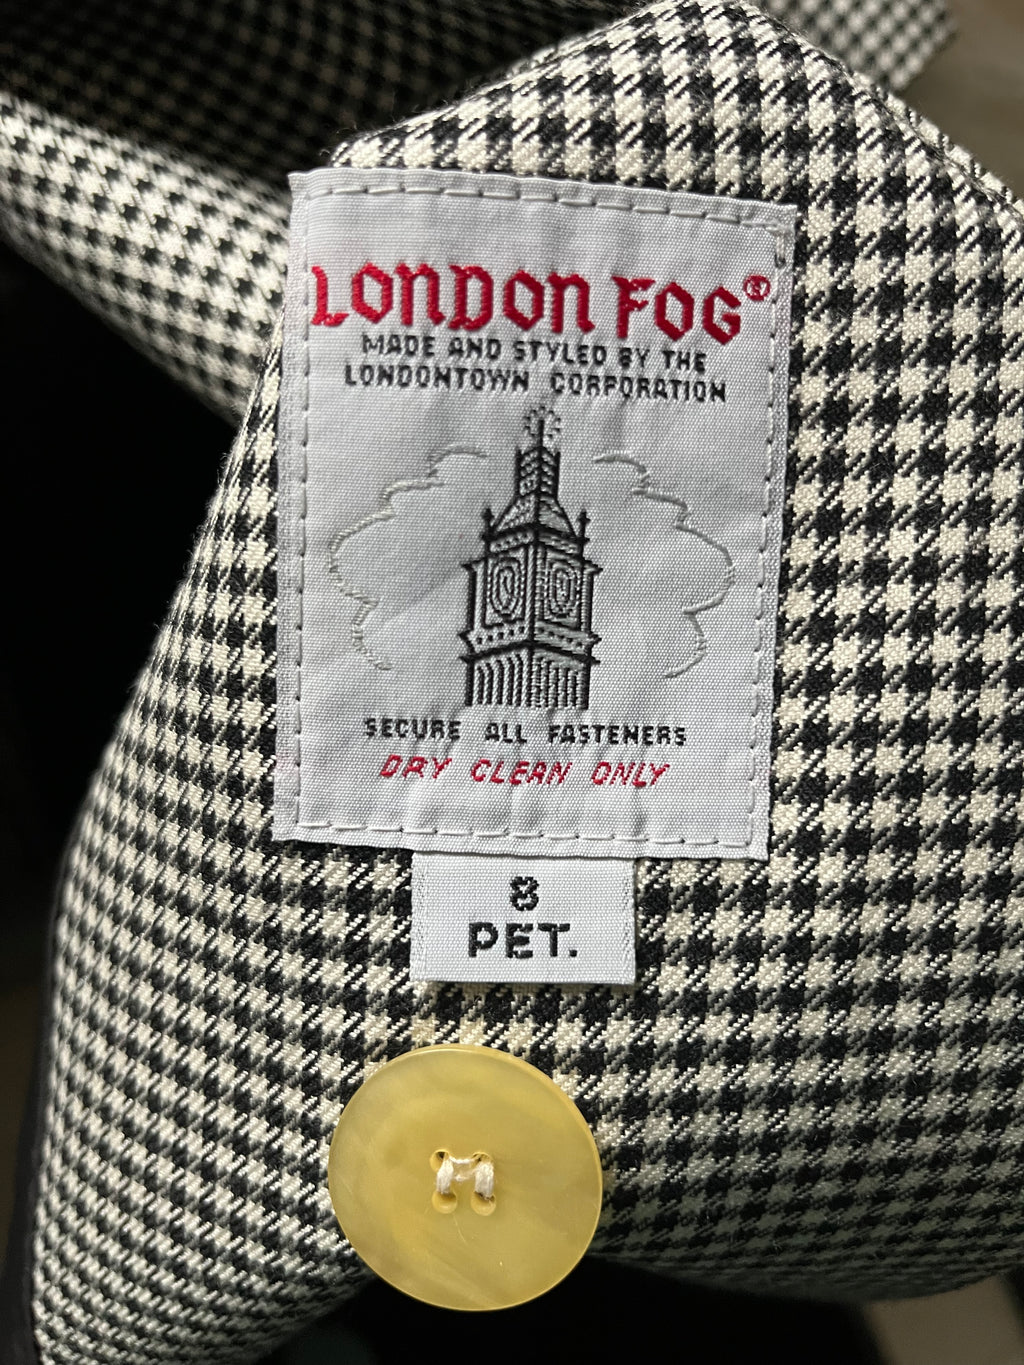 LONDON FOG®
MADE AND STYLED BY THE
LONDONTOWN CORPORATION
SECURE ALL FASTENERS
DRY CLEAN ONLY
8
PET.